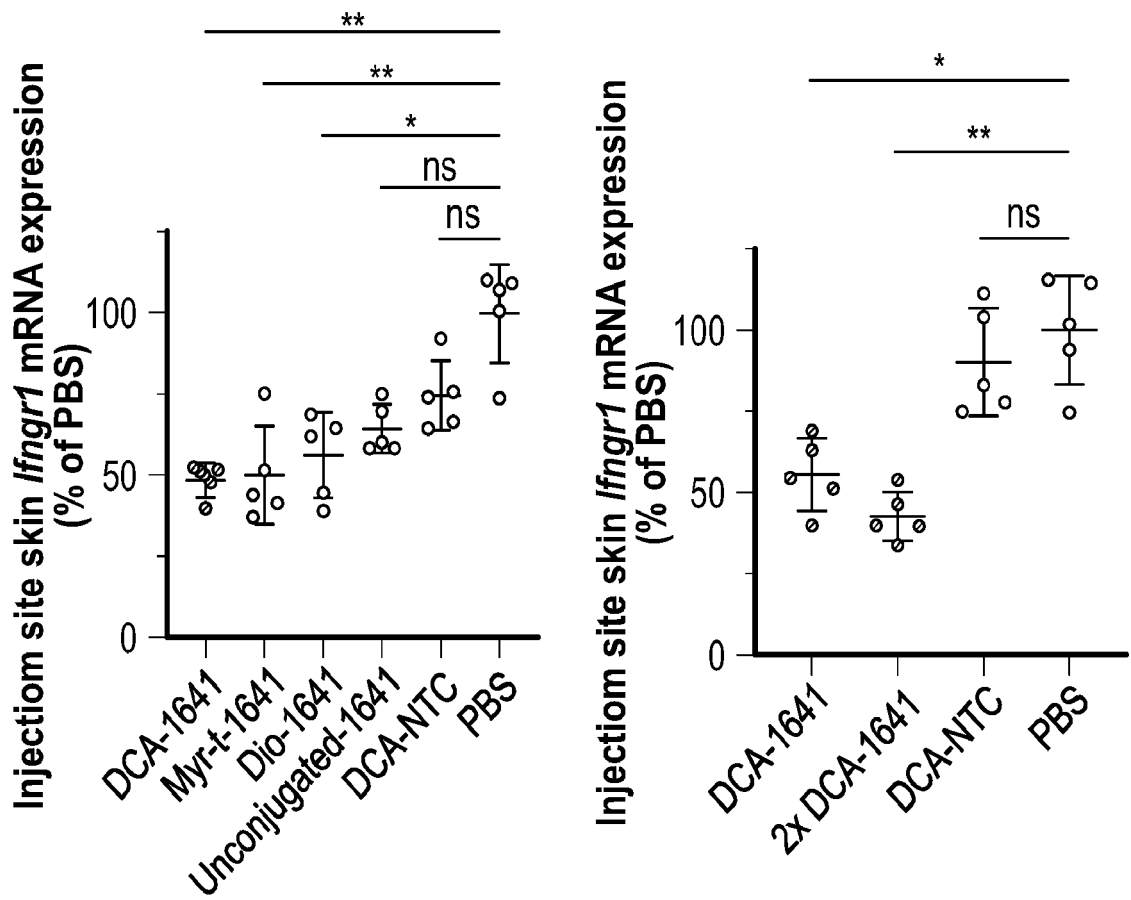 **
**
*
ns
ns
Injectiom site skin Ifngr1 mRNA expression
(% of PBS)
100
50
0
DCA-1641
Myr-t-1641
Dio-1641
Unconjugated-1641
DCA-NTC
PBS
*
**
ns
Injectiom site skin Ifngr1 mRNA expression
(% of PBS)
100
50
0
DCA-1641
2x DCA-1641
DCA-NTC
PBS